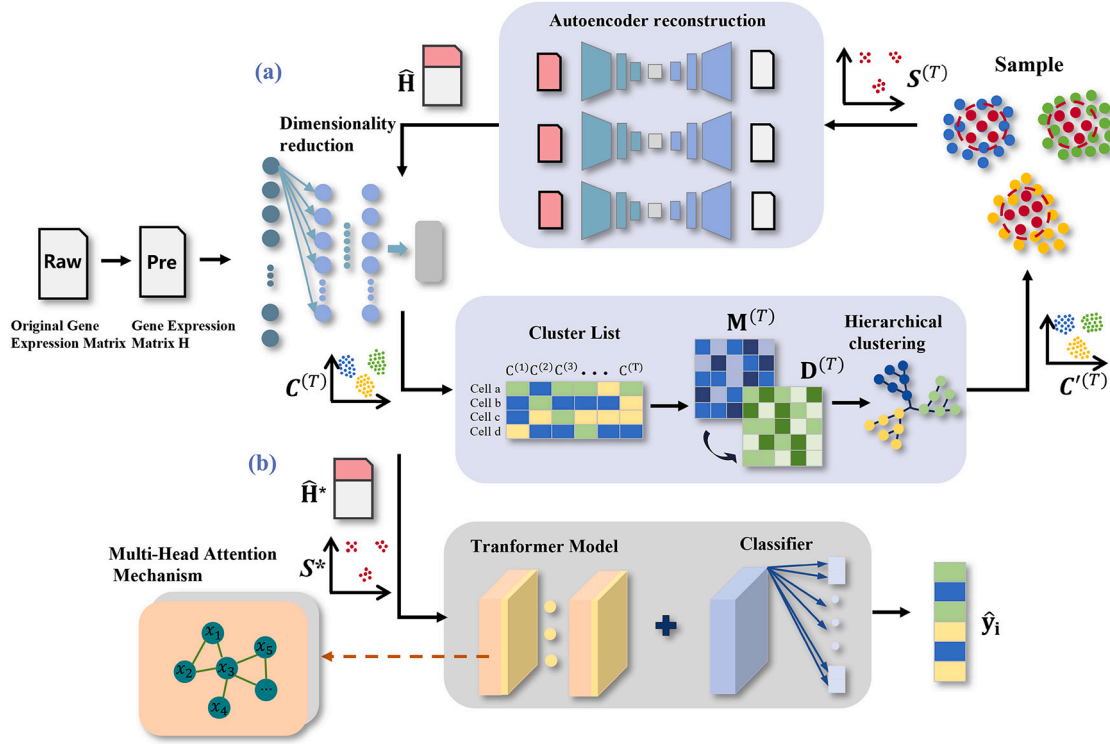 Autoencoder reconstruction
(a)
Ĥ
S^(T)
Sample
Dimensionality
reduction
Raw
Pre
Original Gene
Expression Matrix
Gene Expression
Matrix H
C^(T)
Cluster List
C^(1) C^(2) C^(3) . . . C^(T)
Cell a
Cell b
Cell c
Cell d
M^(T)
D^(T)
Hierarchical
clustering
C'^(T)
(b)
Ĥ*
S*
Multi-Head Attention
Mechanism
x₁
x₂
x₃
x₄
x₅
...
Tranformer Model
Classifier
ŷᵢ